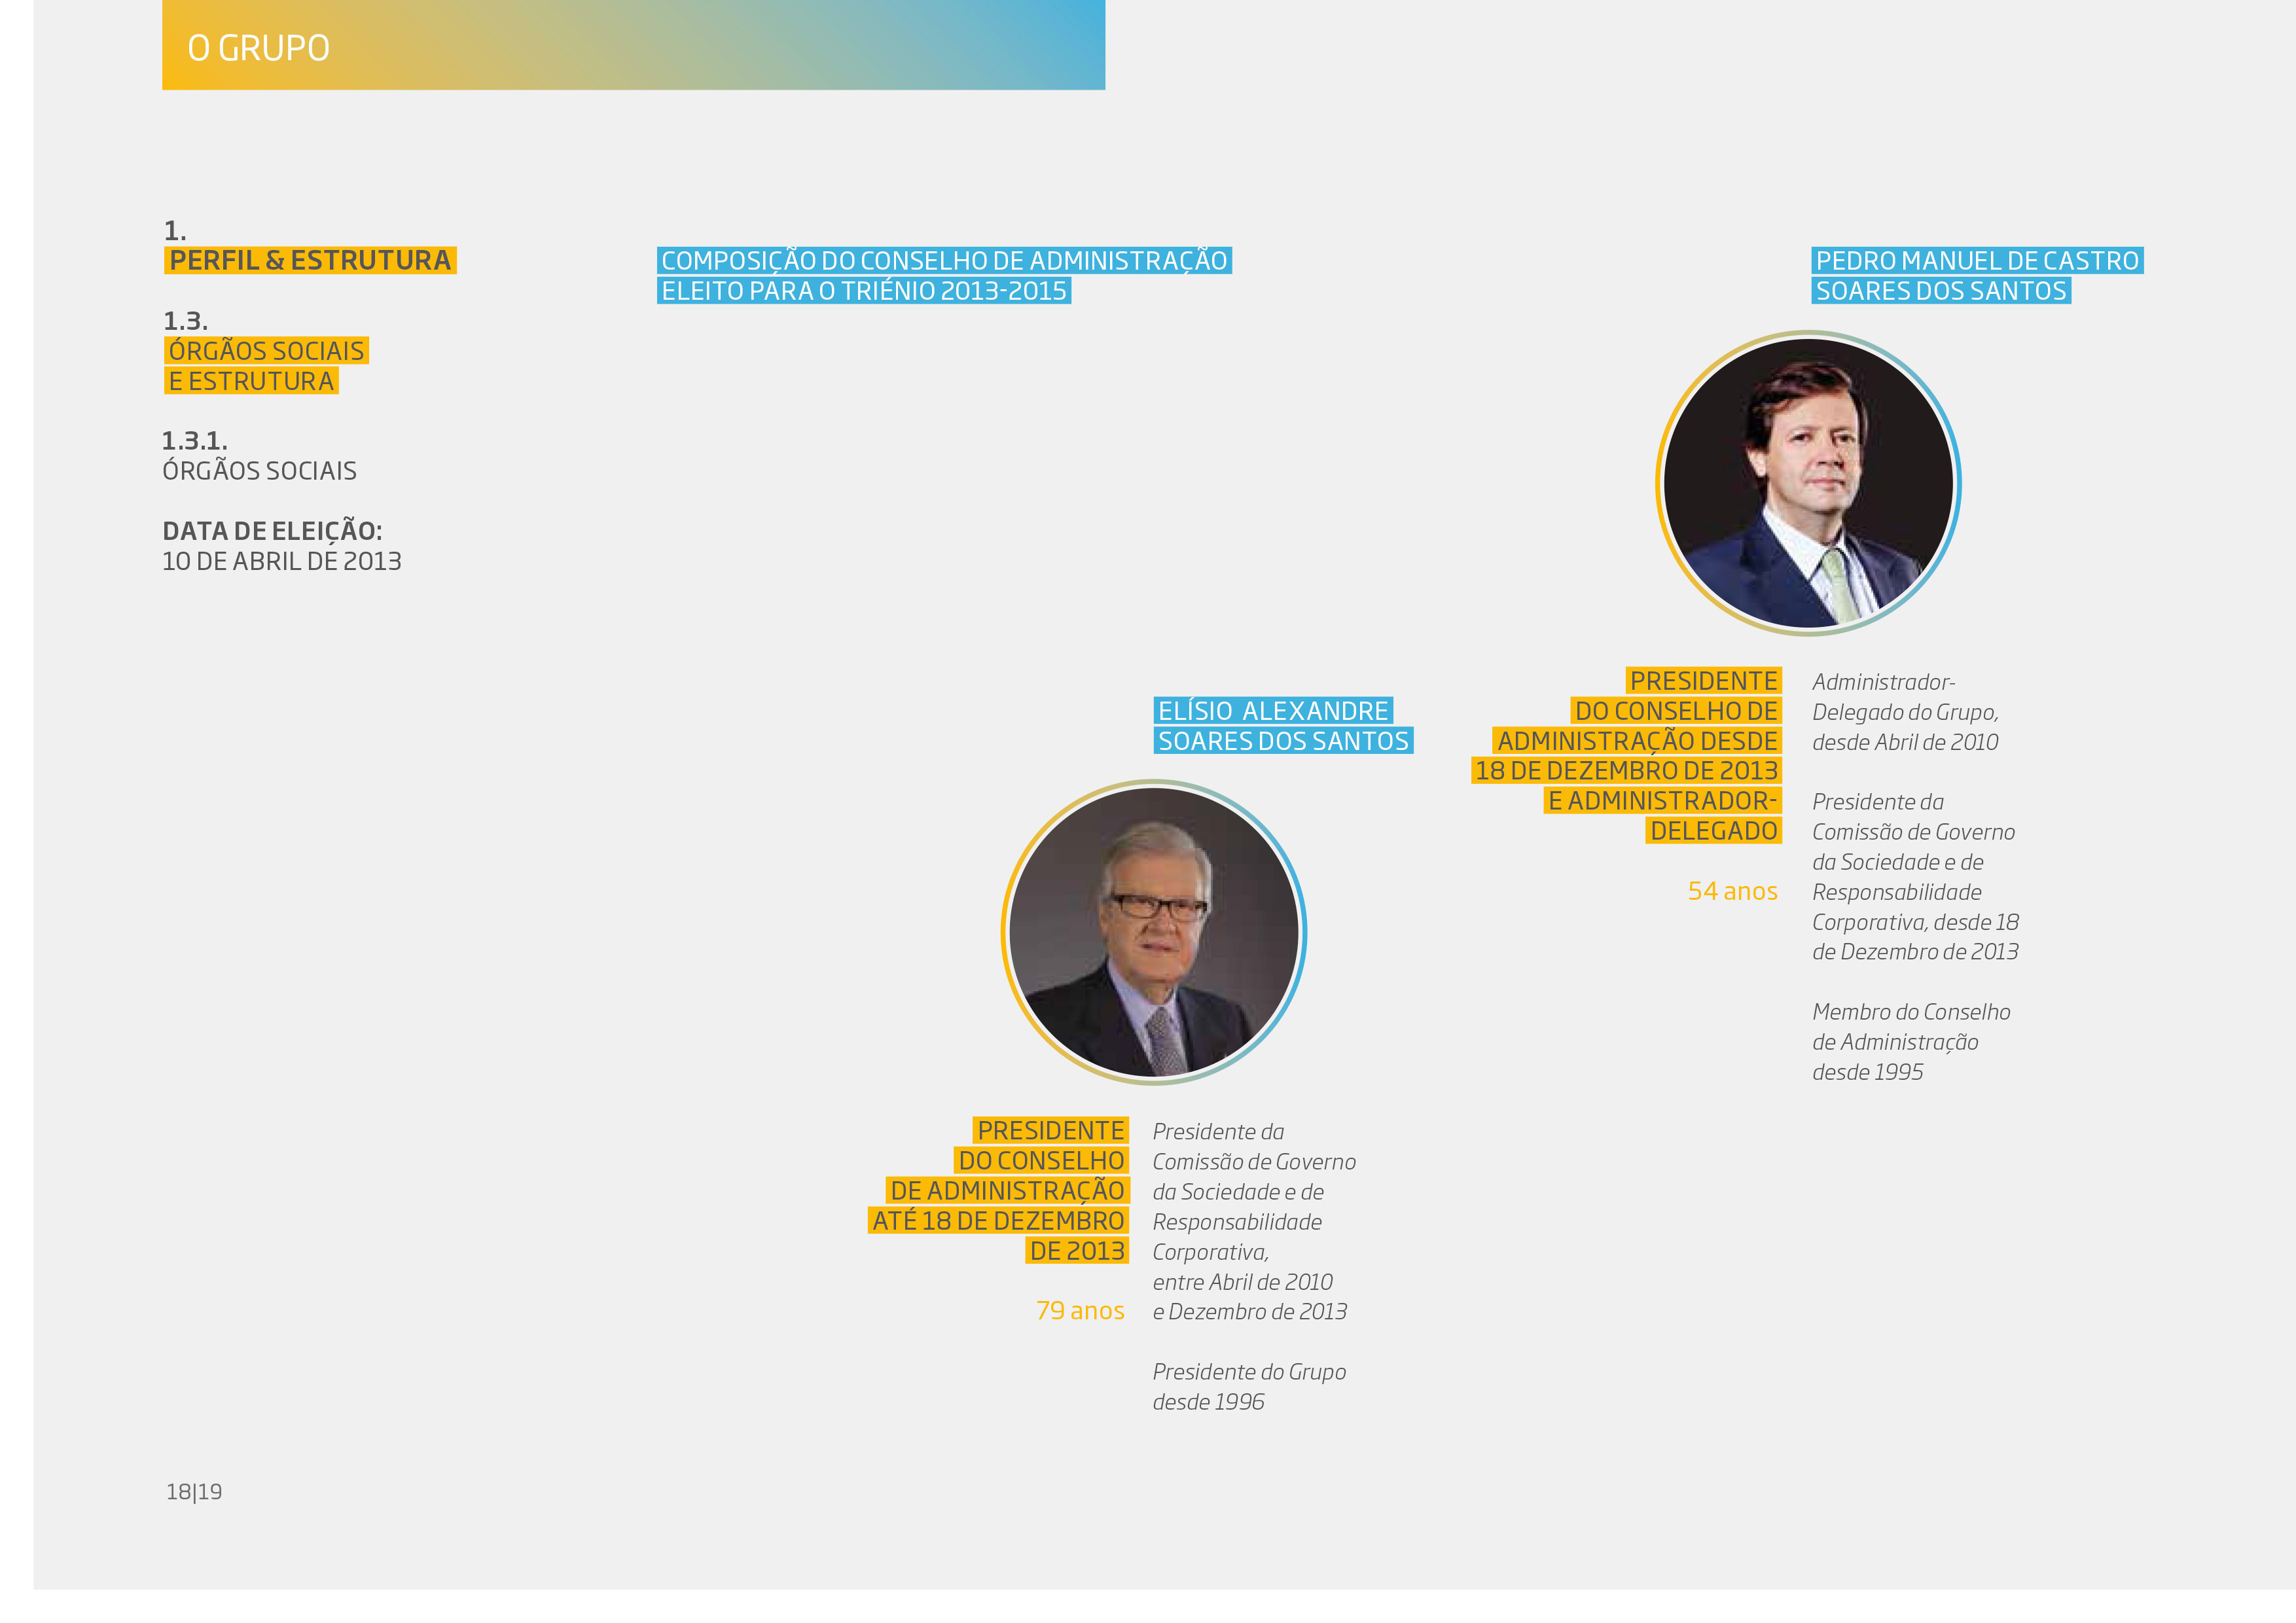 O GRUPO
1.
PERFIL & ESTRUTURA
1.3.
ÓRGÃOS SOCIAIS
E ESTRUTURA
1.3.1.
ÓRGÃOS SOCIAIS
DATA DE ELEIÇÃO:
10 DE ABRIL DE 2013
COMPOSIÇÃO DO CONSELHO DE ADMINISTRAÇÃO
ELEITO PARA O TRIÉNIO 2013-2015
ELÍSIO ALEXANDRE
SOARES DOS SANTOS
PRESIDENTE
DO CONSELHO
DE ADMINISTRAÇÃO
ATÉ 18 DE DEZEMBRO
DE 2013
79 anos
Presidente da
Comissão de Governo
da Sociedade e de
Responsabilidade
Corporativa,
entre Abril de 2010
e Dezembro de 2013
Presidente do Grupo
desde 1996
PEDRO MANUEL DE CASTRO
SOARES DOS SANTOS
PRESIDENTE
DO CONSELHO DE
ADMINISTRAÇÃO DESDE
18 DE DEZEMBRO DE 2013
E ADMINISTRADOR-
DELEGADO
54 anos
Administrador-
Delegado do Grupo,
desde Abril de 2010
Presidente da
Comissão de Governo
da Sociedade e de
Responsabilidade
Corporativa, desde 18
de Dezembro de 2013
Membro do Conselho
de Administração
desde 1995
18|19